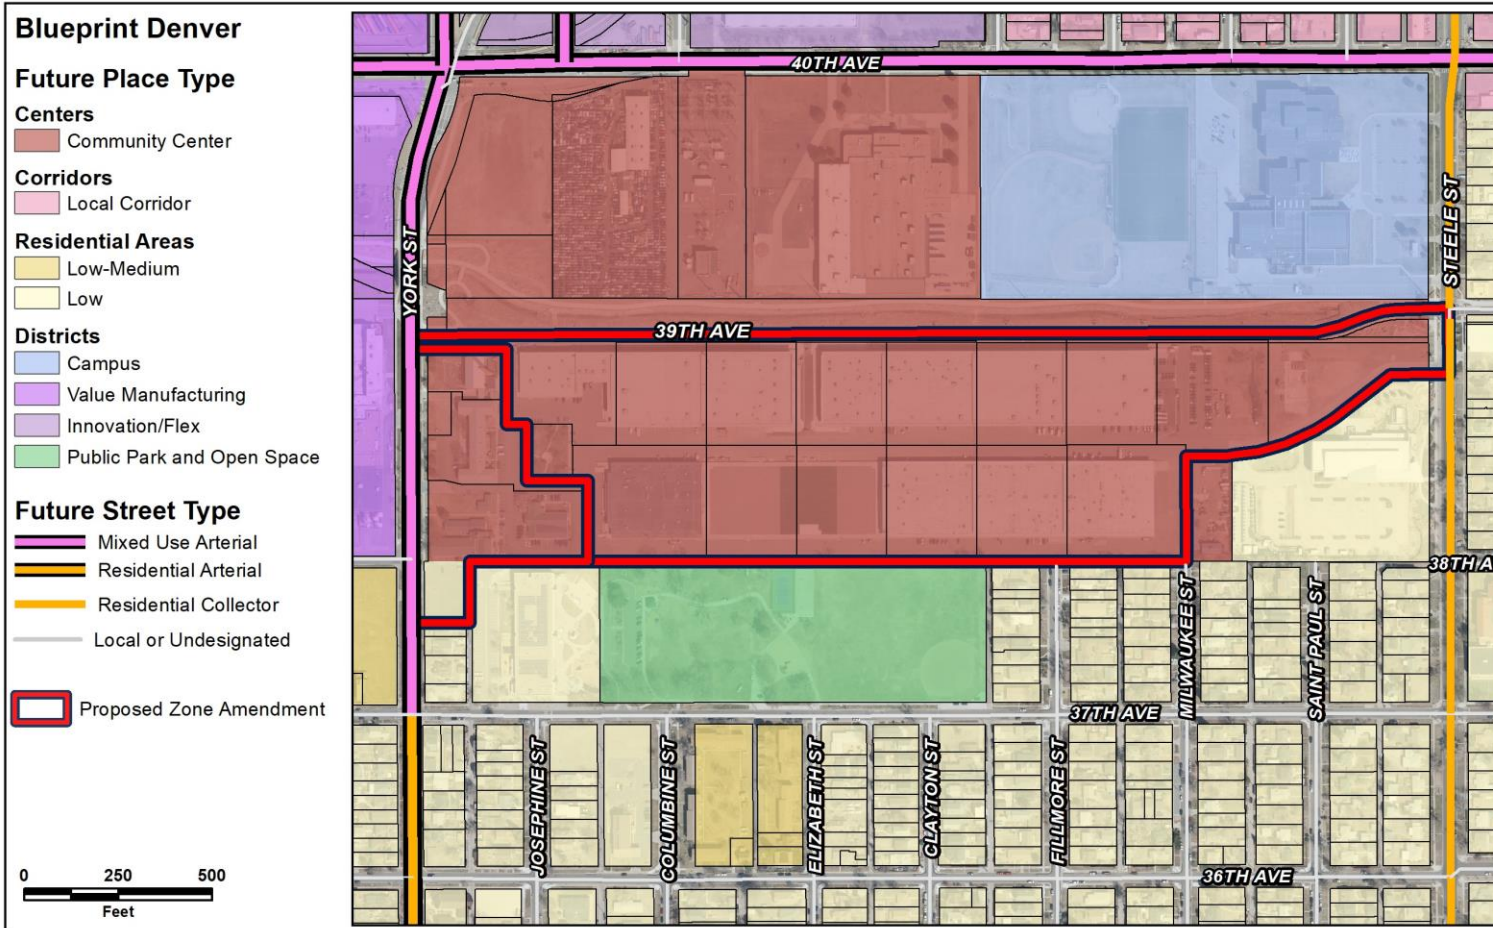 Blueprint Denver
Future Place Type
Centers
Community Center
Corridors
Local Corridor
Residential Areas
Low-Medium
Low
Districts
Campus
Value Manufacturing
Innovation/Flex
Public Park and Open Space
Future Street Type
Mixed Use Arterial
Residential Arterial
Residential Collector
Local or Undesignated
Proposed Zone Amendment
0 250 500
Feet
40TH AVE
YORK ST
STEELE ST
39TH AVE
38TH A
MILWAUKEE ST
SAINT PAUL ST
37TH AVE
JOSEPHINE ST
COLUMBINE ST
ELIZABETH ST
CLAYTON ST
FILLMORE ST
36TH AVE